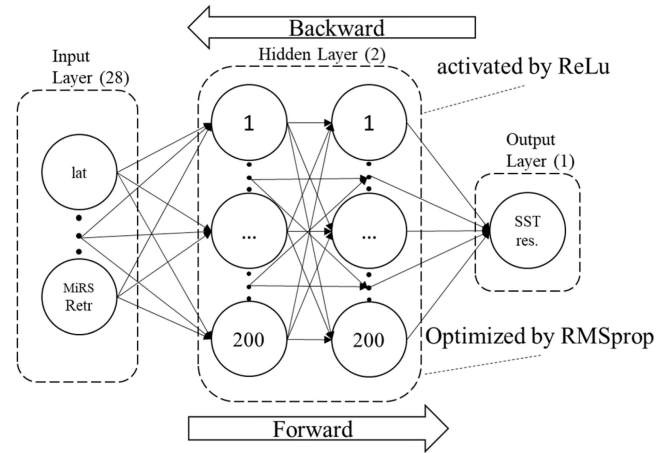 Backward
Input
Layer (28)
Hidden Layer (2)
activated by ReLu
lat
MiRS
Retr
1
...
200
1
...
200
Output
Layer (1)
SST
res.
Optimized by RMSprop
Forward